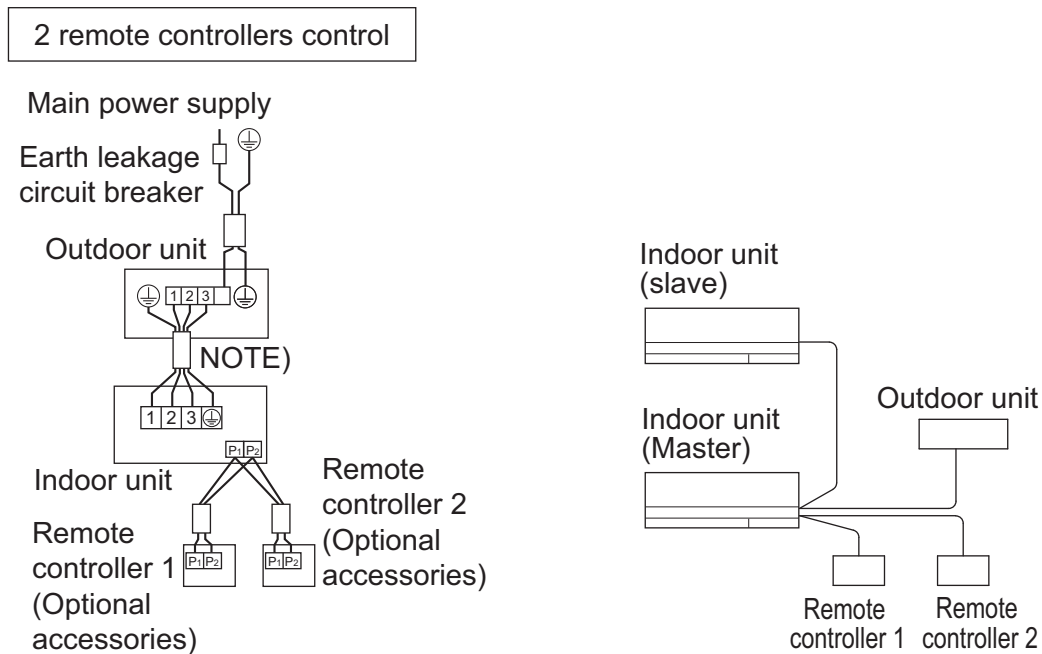 2 remote controllers control
Main power supply
Earth leakage
circuit breaker
Outdoor unit
1 2 3
NOTE)
1 2 3
P1 P2
Indoor unit
Remote
controller 1
(Optional
accessories)
P1 P2
P1 P2
Remote
controller 2
(Optional
accessories)
Indoor unit
(slave)
Indoor unit
(Master)
Outdoor unit
Remote
controller 1
Remote
controller 2